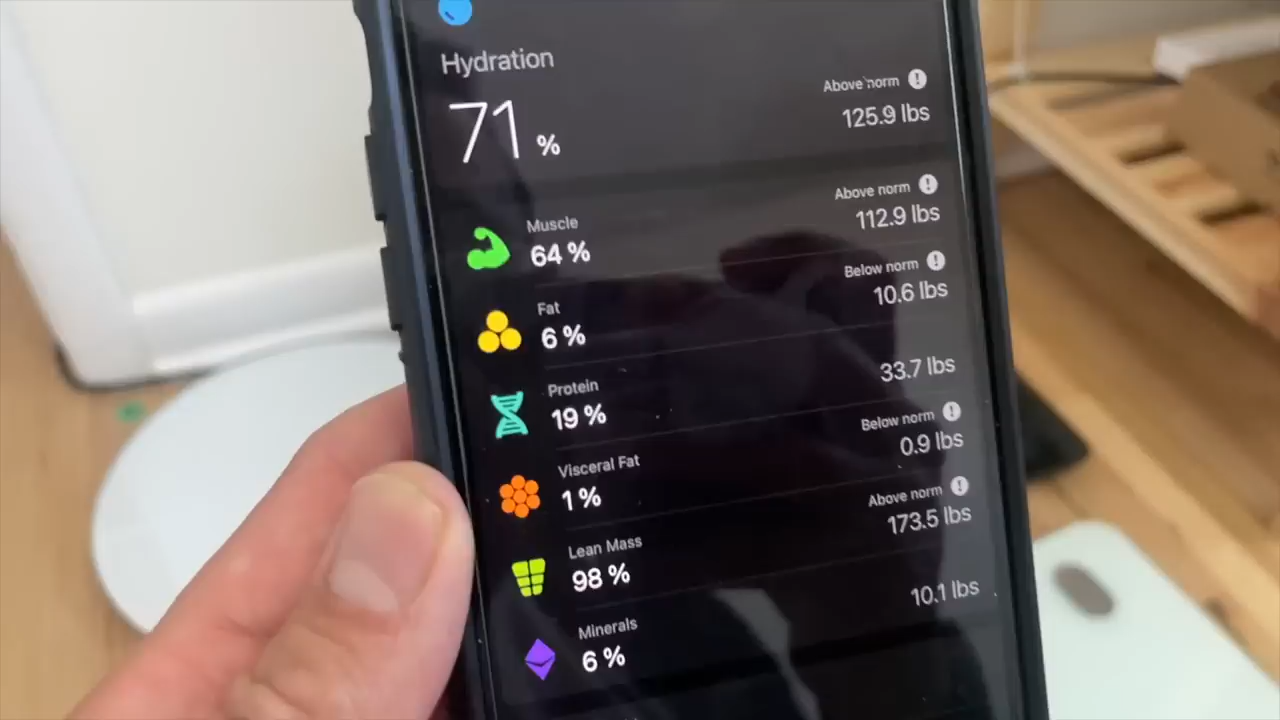 Hydration
71 %
Above norm !
125.9 lbs
Muscle
64 %
Above norm !
112.9 lbs
Fat
6 %
Below norm !
10.6 lbs
Protein
19 %
33.7 lbs
Visceral Fat
1 %
Below norm !
0.9 lbs
Lean Mass
98 %
Above norm !
173.5 lbs
Minerals
6 %
10.1 lbs